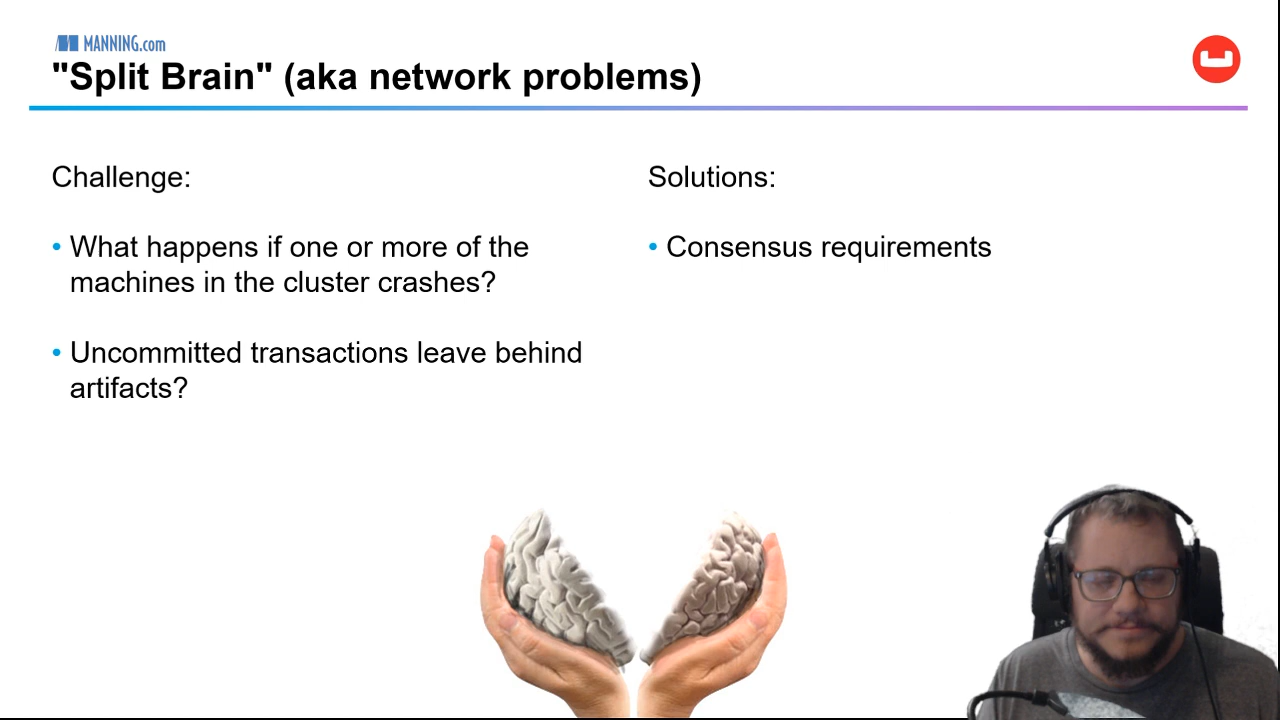 MANNING.com
"Split Brain" (aka network problems)
Challenge:
• What happens if one or more of the
machines in the cluster crashes?
• Uncommitted transactions leave behind
artifacts?
Solutions:
• Consensus requirements